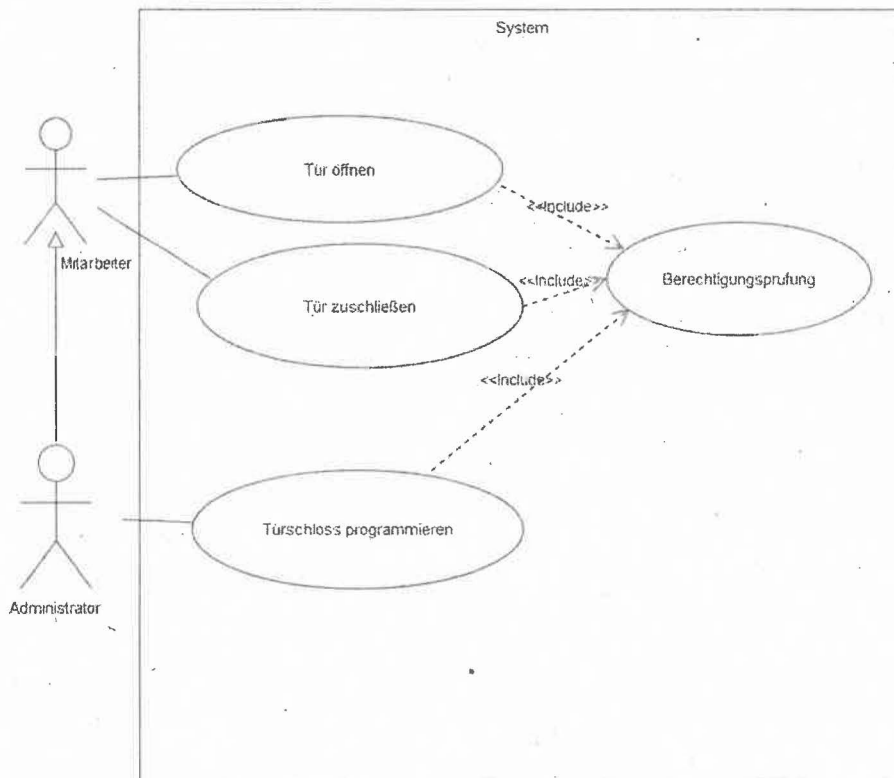 System
Tür öffnen
<<Include>>
Mitarbeiter
Tür zuschließen
<<Include>>
Berechtigungsprüfung
<<Include>>
Türschloss programmieren
Administrator